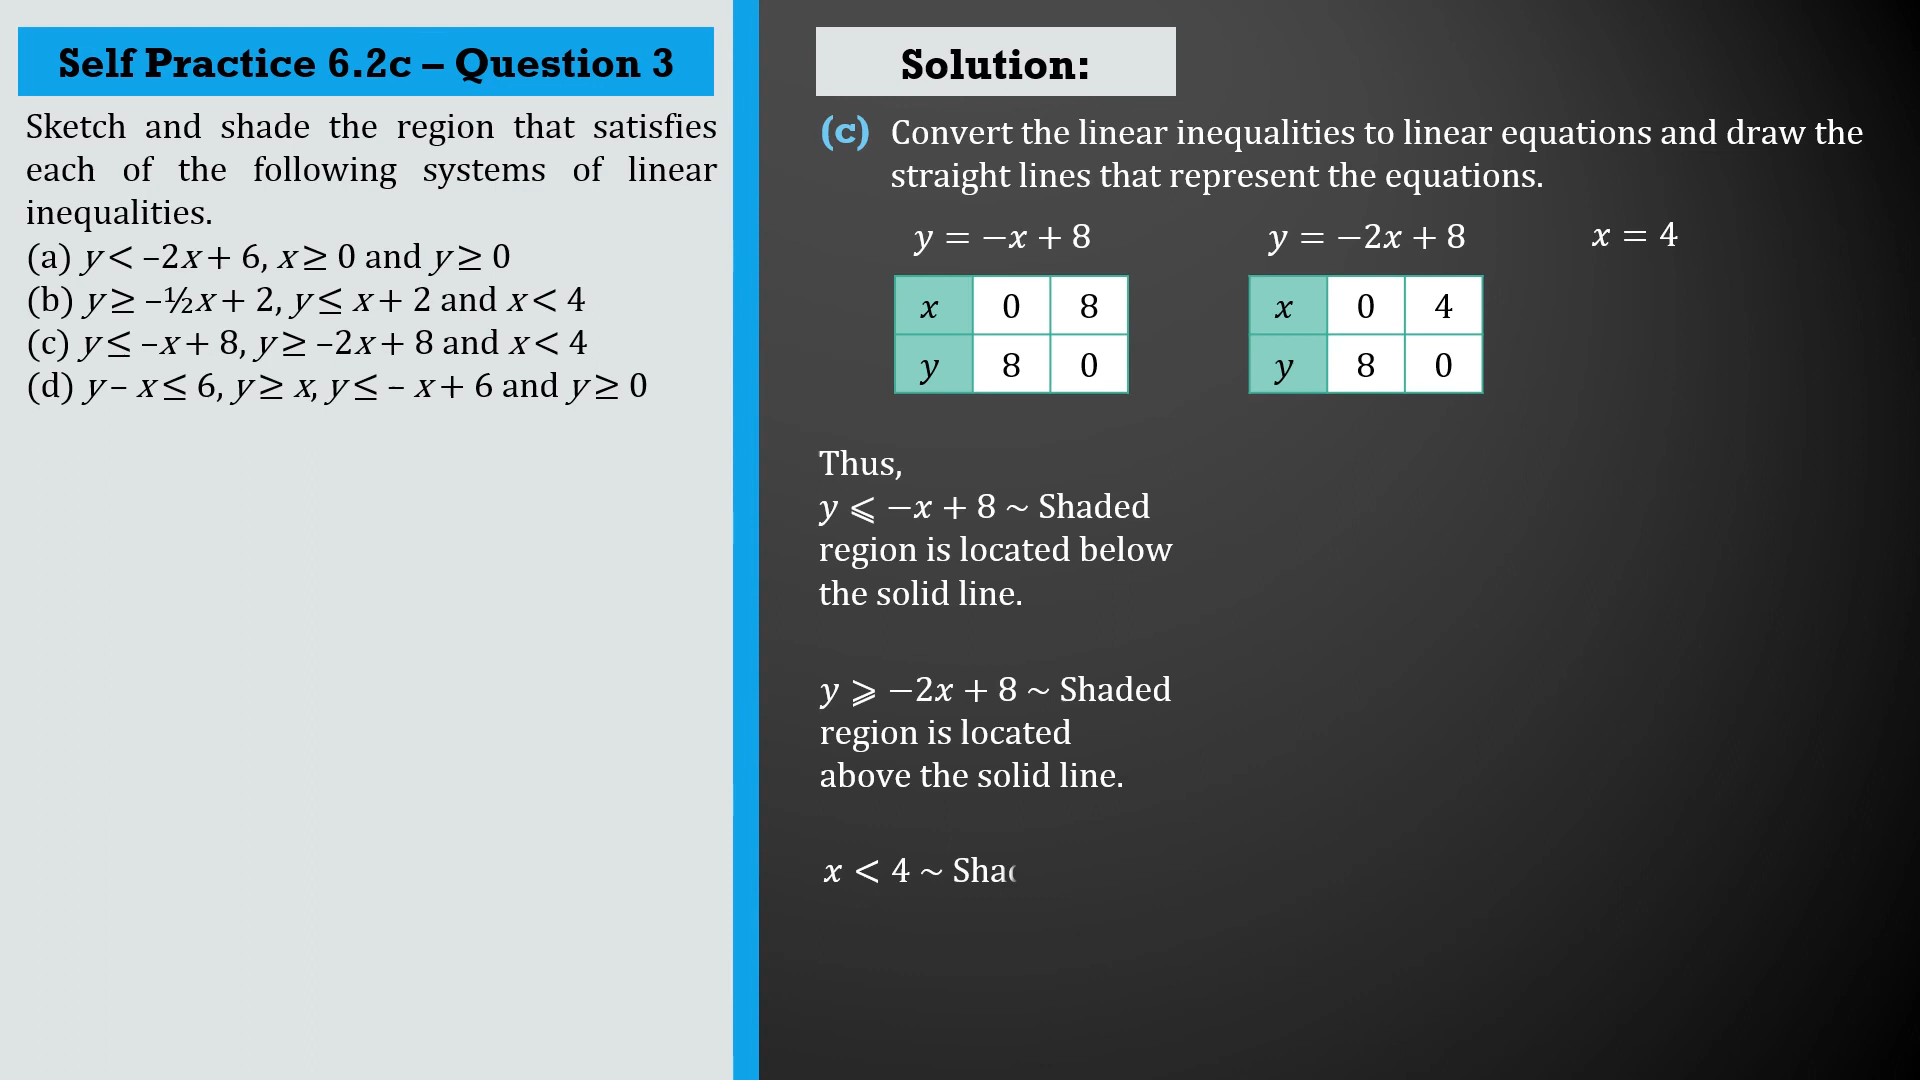 Self Practice 6.2c – Question 3
Sketch and shade the region that satisfies
each of the following systems of linear
inequalities.
(a) y < –2x + 6, x ≥ 0 and y ≥ 0
(b) y ≥ –½x + 2, y ≤ x + 2 and x < 4
(c) y ≤ –x + 8, y ≥ –2x + 8 and x < 4
(d) y – x ≤ 6, y ≥ x, y ≤ – x + 6 and y ≥ 0
Solution:
(c) Convert the linear inequalities to linear equations and draw the
straight lines that represent the equations.
y = −x + 8
x 0 8
y 8 0
y = −2x + 8
x 0 4
y 8 0
x = 4
Thus,
y ⩽ −x + 8 ~ Shaded
region is located below
the solid line.
y ⩾ −2x + 8 ~ Shaded
region is located
above the solid line.
x < 4 ~